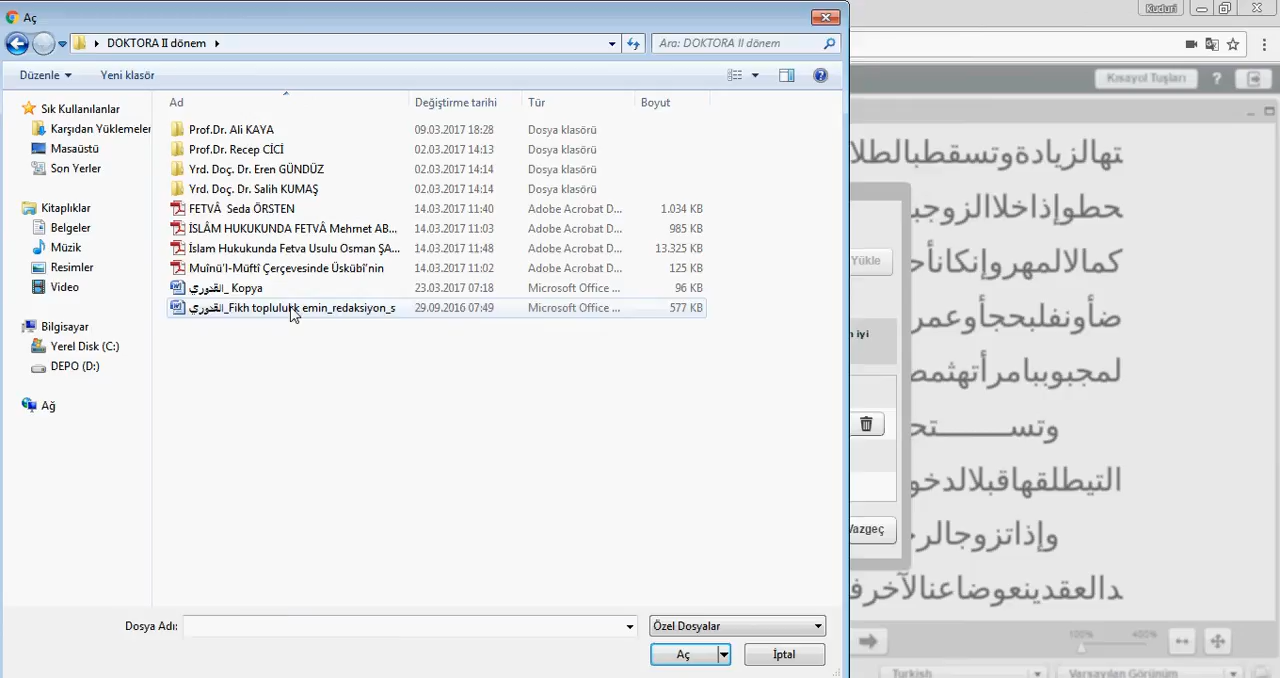 Aç
DOKTORA II dönem
Ara: DOKTORA II dönem
Düzenle
Yeni klasör
Ad
Değiştirme tarihi
Tür
Boyut
Sık Kullanılanlar
Karşıdan Yüklemeler
Masaüstü
Son Yerler
Kitaplıklar
Belgeler
Müzik
Resimler
Video
Bilgisayar
Yerel Disk (C:)
DEPO (D:)
Ağ
Prof.Dr. Ali KAYA 09.03.2017 18:28 Dosya klasörü
Prof.Dr. Recep CİCİ 02.03.2017 14:13 Dosya klasörü
Yrd. Doç. Dr. Eren GÜNDÜZ 02.03.2017 14:14 Dosya klasörü
Yrd. Doç. Dr. Salih KUMAŞ 02.03.2017 14:14 Dosya klasörü
FETVÂ Seda ÖRSTEN 14.03.2017 11:40 Adobe Acrobat D... 1.034 KB
İSLÂM HUKUKUNDA FETVÂ Mehmet AB... 14.03.2017 11:03 Adobe Acrobat D... 985 KB
İslam Hukukunda Fetva Usulu Osman ŞA... 14.03.2017 11:48 Adobe Acrobat D... 13.325 KB
Muînü'l-Müftî Çerçevesinde Üskübî'nin 14.03.2017 11:02 Adobe Acrobat D... 125 KB
القدوري_ Kopya 23.03.2017 07:18 Microsoft Office ... 96 KB
القدوري_Fikh topluluk emin_redaksiyon_s 29.09.2016 07:49 Microsoft Office ... 577 KB
Dosya Adı:
Özel Dosyalar
Aç
İptal
Kuduri
Kısayol Tuşları
?
Yükle
n iyi
Vazgeç
تهالزيادةوتسقطبالطلا
حطوإذاخلاالزوجب
كمالالمهروإنكانأح
ضأونفلبحجأوعمر
لمجبوببامرأتهثمط
وتســـــتح
التيطلقهاقبلالدخو
وإذاتزوجالرج
دالعقدينعوضاعنالآخرف
100%
400%
Turkish
Varsayılan Görünüm